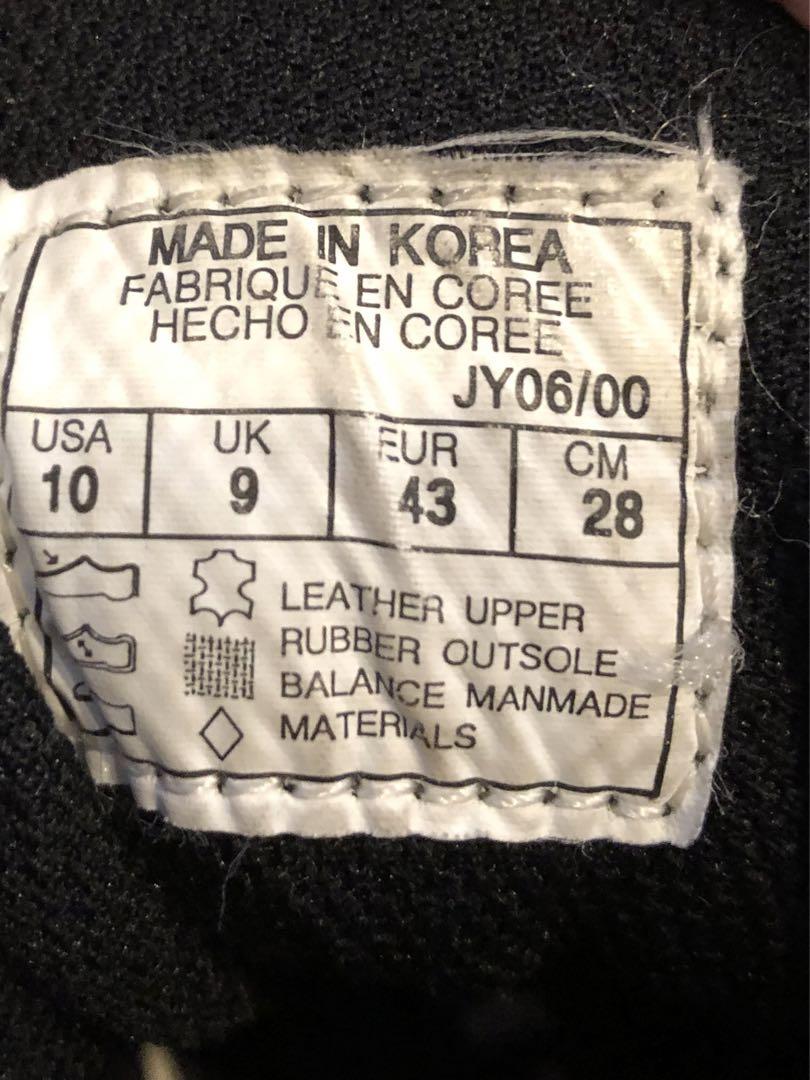 MADE IN KOREA
FABRIQUE EN COREE
HECHO EN COREE
JY06/00
USA UK EUR CM
10 9 43 28
LEATHER UPPER
RUBBER OUTSOLE
BALANCE MANMADE
MATERIALS